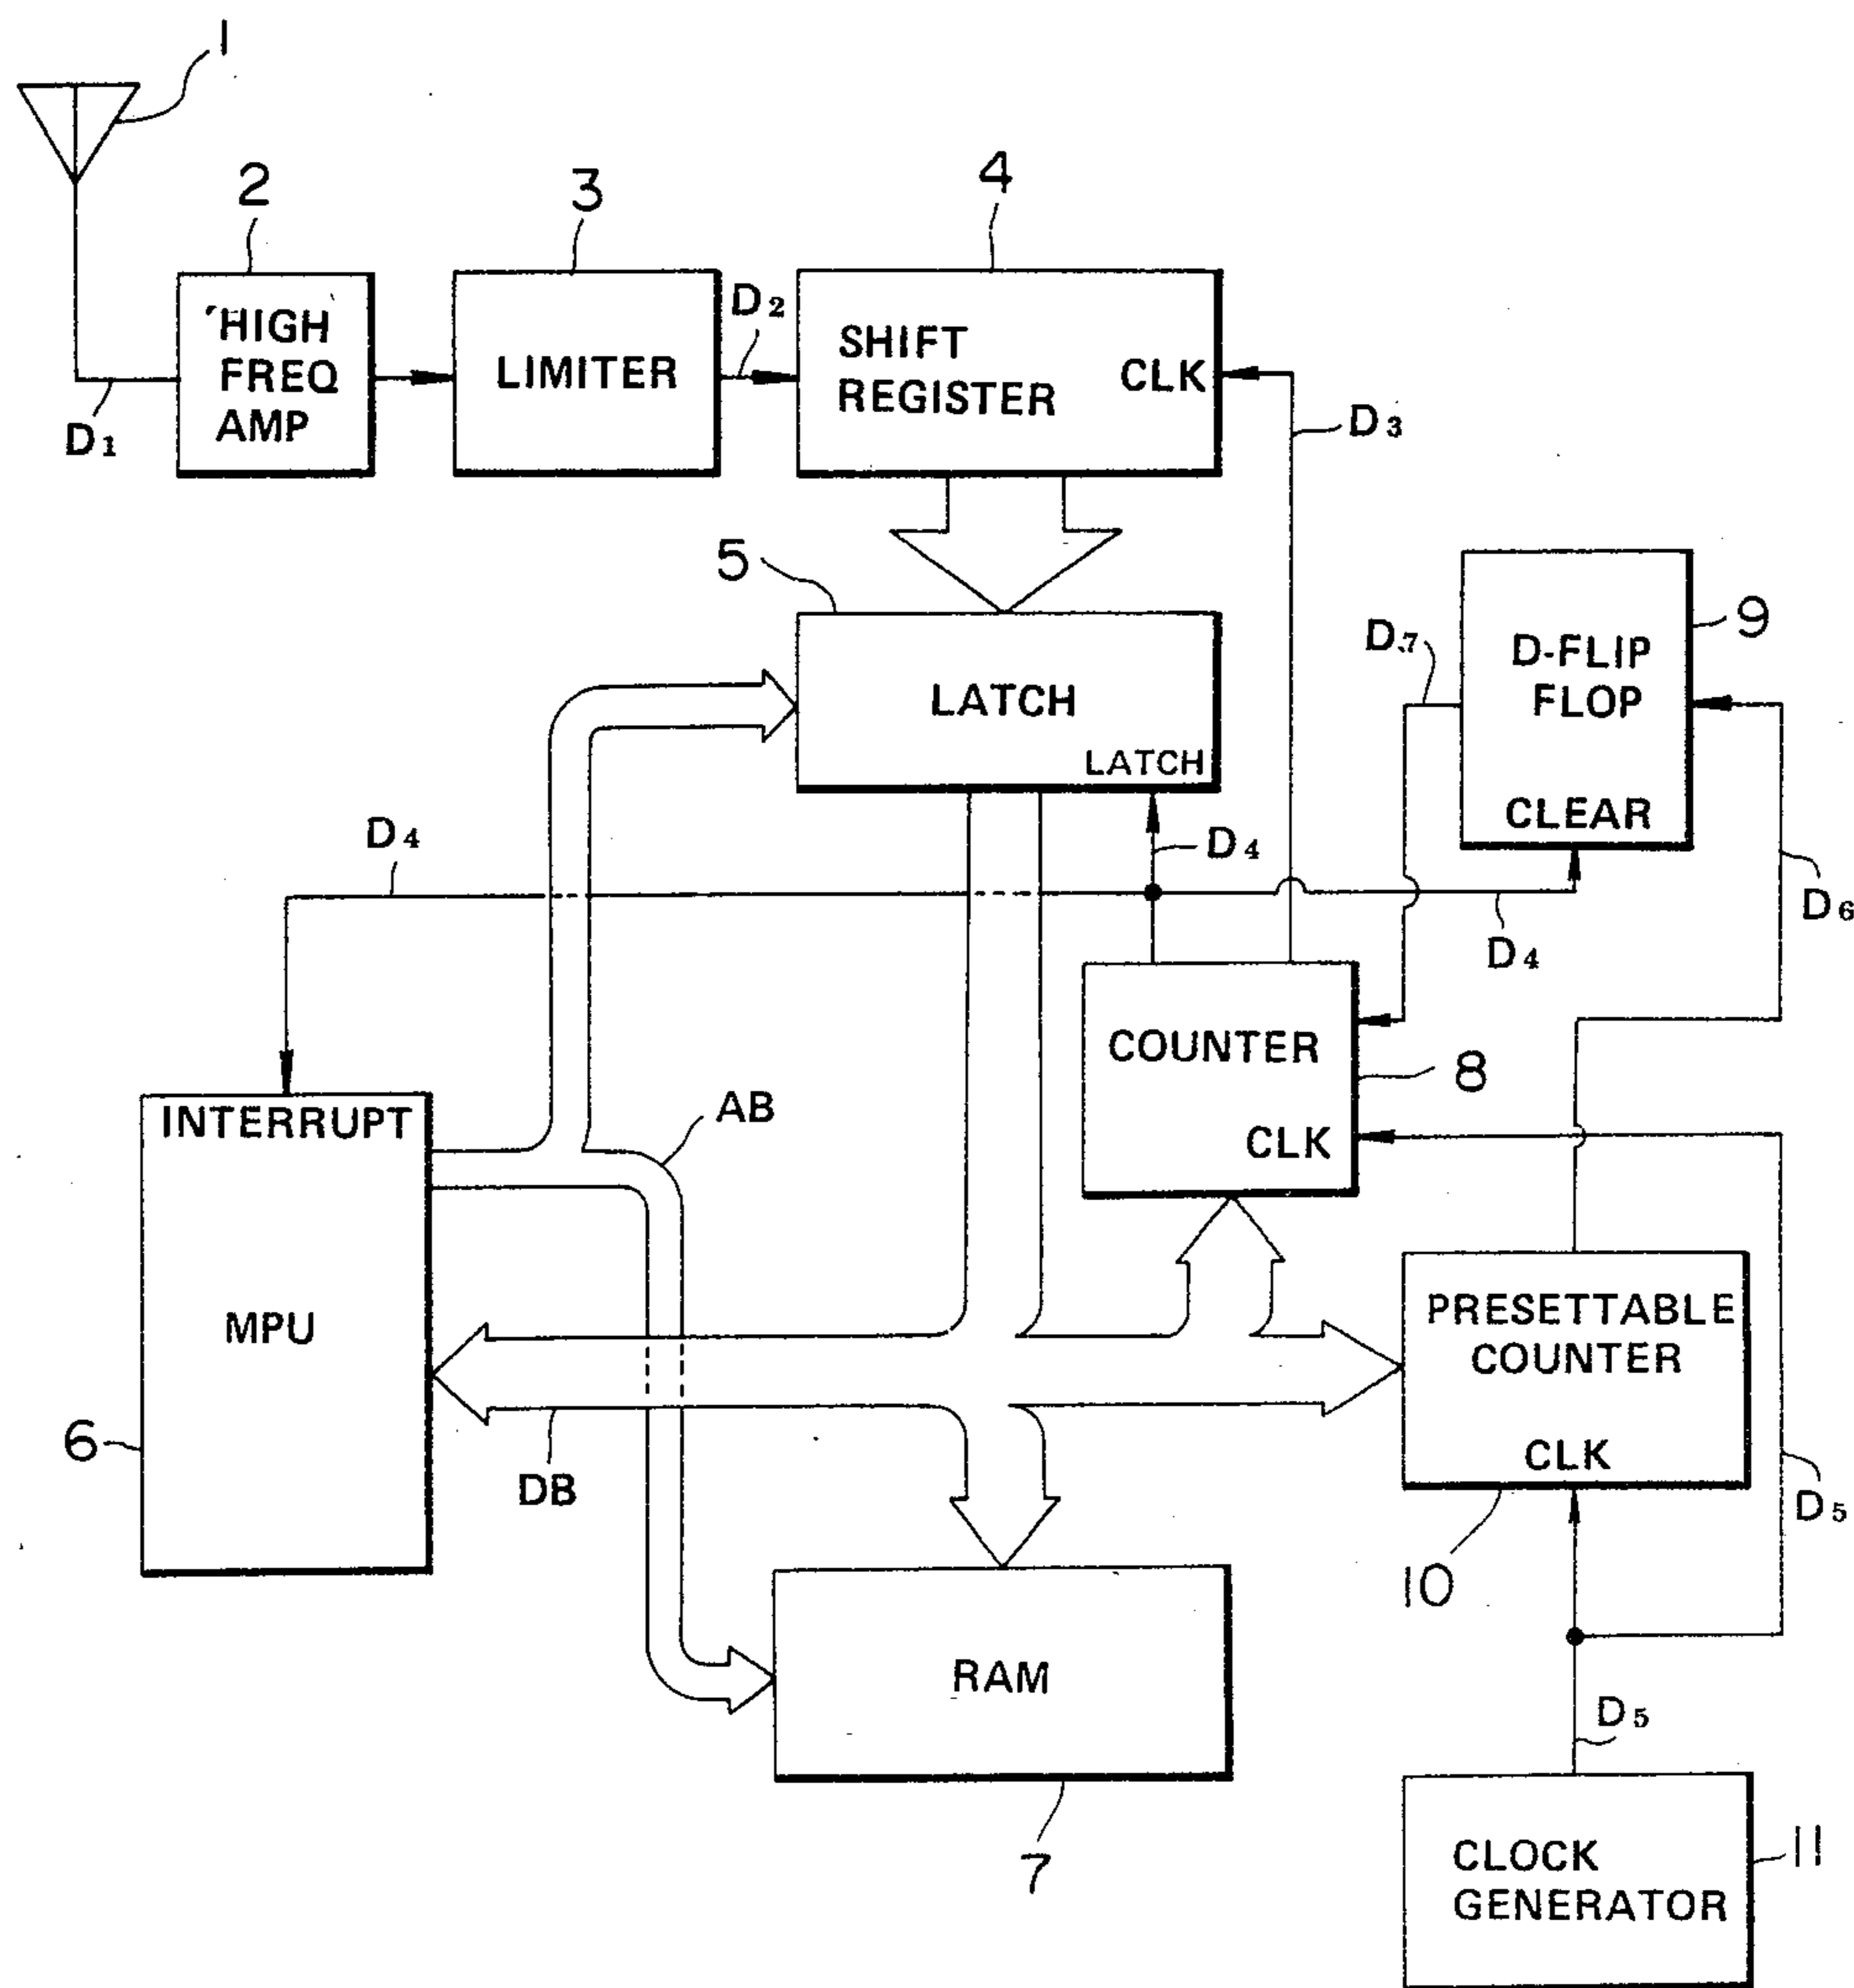 1
2
3
4
HIGH
FREQ
AMP
LIMITER
D2
SHIFT
REGISTER
CLK
D1
D3
5
LATCH
LATCH
D7
D-FLIP
FLOP
CLEAR
9
D4
D4
D4
D6
COUNTER
CLK
8
INTERRUPT
MPU
AB
6
DB
PRESETTABLE
COUNTER
CLK
10
D5
RAM
7
D5
CLOCK
GENERATOR
11